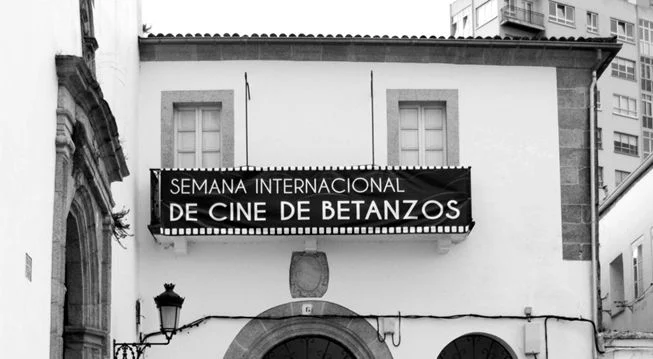 SEMANA INTERNACIONAL
DE CINE DE BETANZOS